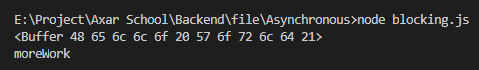 E:\Project\Axar School\Backend\file\Asynchronous>node blocking.js
<Buffer 48 65 6c 6c 6f 20 57 6f 72 6c 64 21>
moreWork